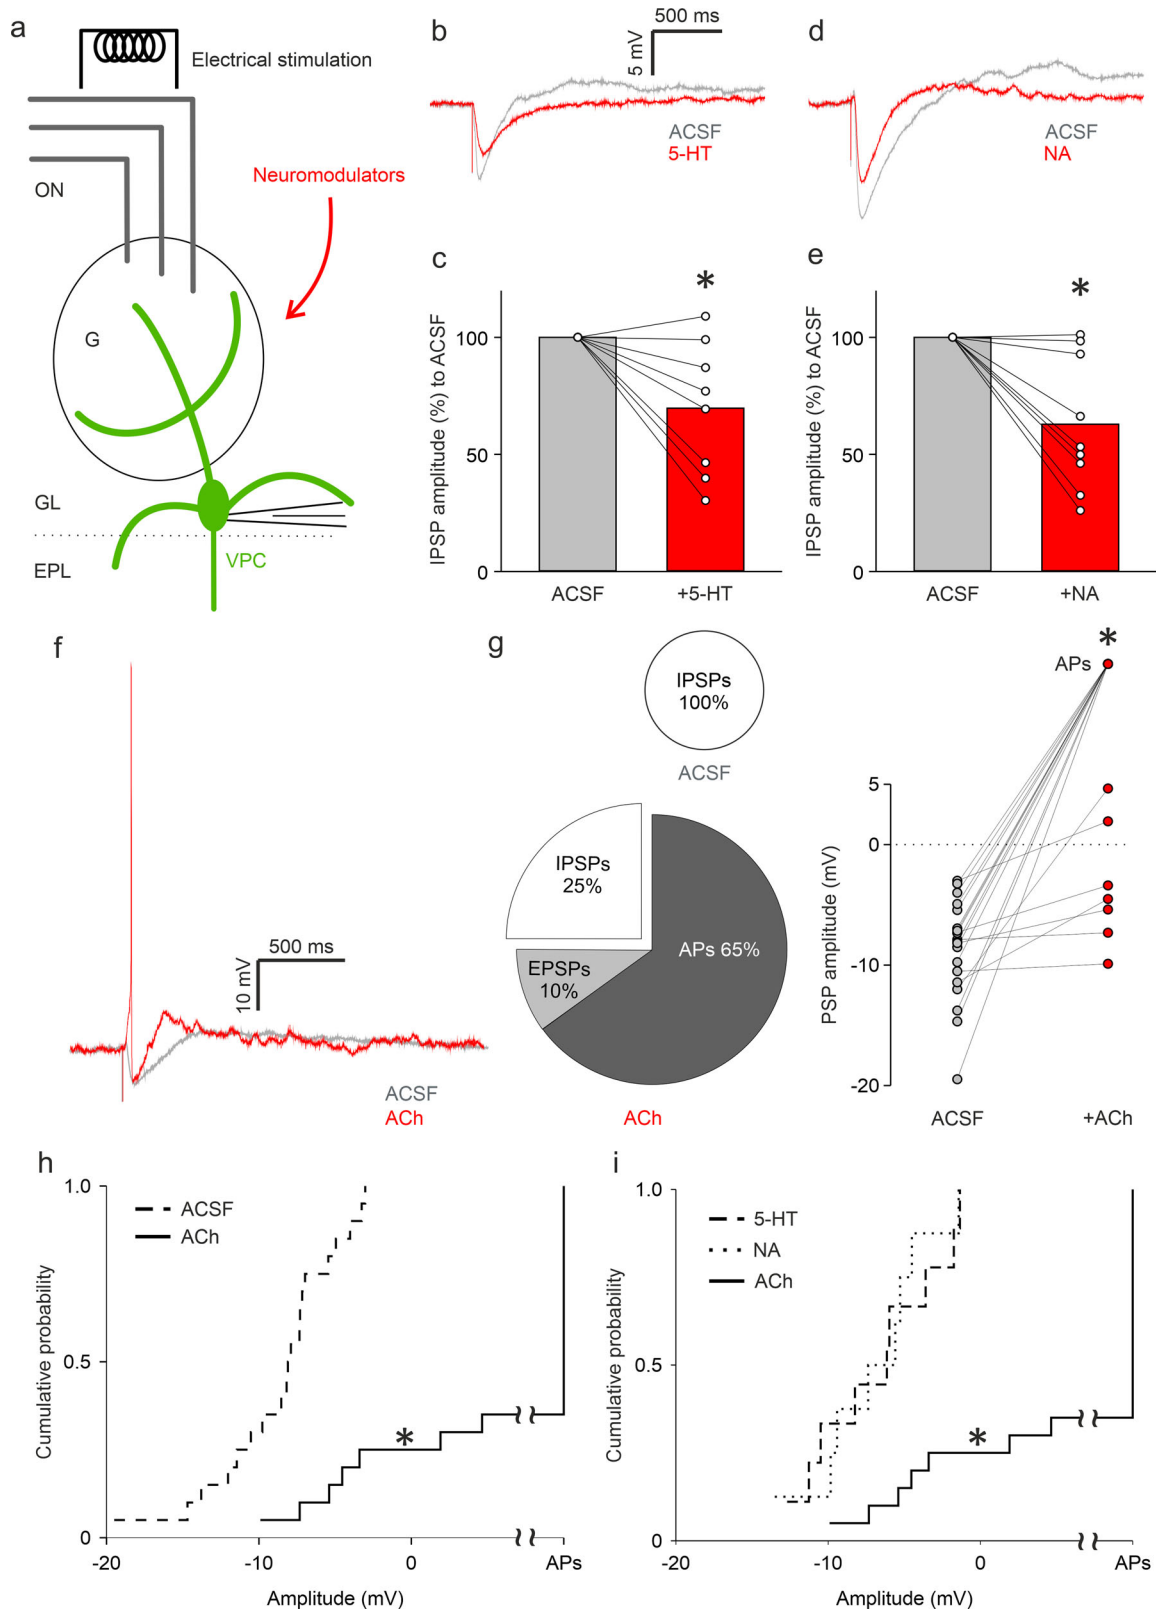 a
Electrical stimulation
ON
Neuromodulators
G
GL
EPL
VPC
b
500 ms
5 mV
ACSF
5-HT
d
ACSF
NA
c
*
IPSP amplitude (%) to ACSF
100
50
0
ACSF
+5-HT
e
*
IPSP amplitude (%) to ACSF
100
50
0
ACSF
+NA
f
500 ms
10 mV
ACSF
ACh
g
IPSPs
100%
ACSF
IPSPs
25%
EPSPs
10%
APs 65%
ACh
*
APs
PSP amplitude (mV)
5
0
-10
-20
ACSF
+ACh
h
ACSF
ACh
Cumulative probability
1.0
0.5
0
*
-20
-10
0
APs
Amplitude (mV)
i
5-HT
NA
ACh
Cumulative probability
1.0
0.5
0
*
-20
-10
0
APs
Amplitude (mV)